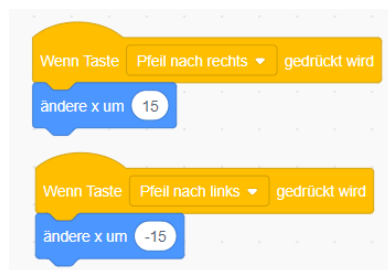 Wenn Taste Pfeil nach rechts gedrückt wird
ändere x um 15
Wenn Taste Pfeil nach links gedrückt wird
ändere x um -15